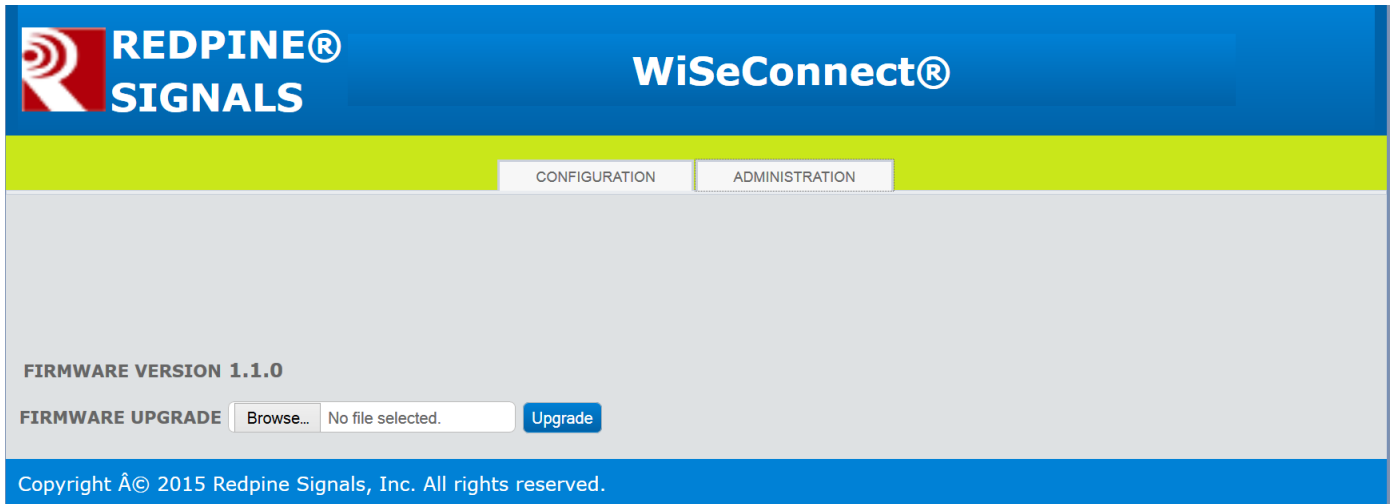 REDPINE®
SIGNALS
WiSeConnect®
CONFIGURATION ADMINISTRATION
FIRMWARE VERSION 1.1.0
FIRMWARE UPGRADE Browse... No file selected. Upgrade
Copyright Â© 2015 Redpine Signals, Inc. All rights reserved.